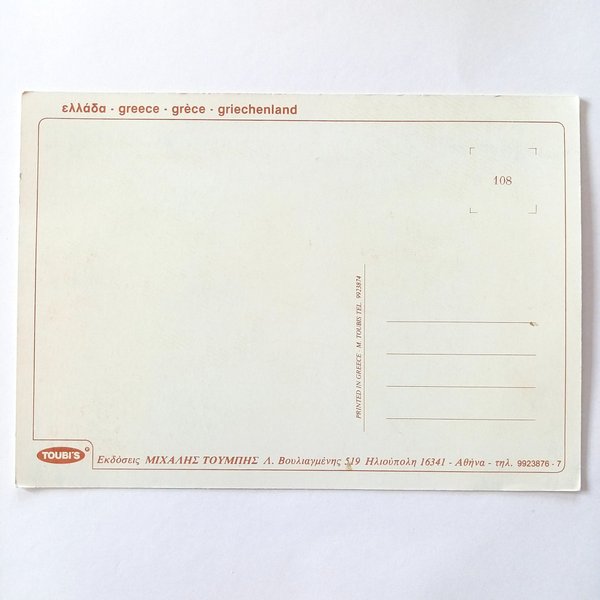 ελλάδα - greece - grèce - griechenland
108
PRINTED IN GREECE M. TOUBIS TEL. 9923874
TOUBI'S ®
Εκδόσεις ΜΙΧΑΛΗΣ ΤΟΥΜΠΗΣ Λ. Βουλιαγμένης 519 Ηλιούπολη 16341 - Αθήνα - τηλ. 9923876 - 7